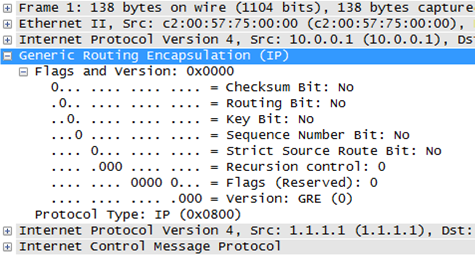 Frame 1: 138 bytes on wire (1104 bits), 138 bytes capture
Ethernet II, Src: c2:00:57:75:00:00 (c2:00:57:75:00:00),
Internet Protocol Version 4, Src: 10.0.0.1 (10.0.0.1), Dst
Generic Routing Encapsulation (IP)
Flags and Version: 0x0000
0... .... .... .... = Checksum Bit: No
.0.. .... .... .... = Routing Bit: No
..0. .... .... .... = Key Bit: No
...0 .... .... .... = Sequence Number Bit: No
.... 0... .... .... = Strict Source Route Bit: No
.... .000 .... .... = Recursion control: 0
.... .... 0000 0... = Flags (Reserved): 0
.... .... .... .000 = Version: GRE (0)
Protocol Type: IP (0x0800)
Internet Protocol Version 4, Src: 1.1.1.1 (1.1.1.1), Dst:
Internet Control Message Protocol